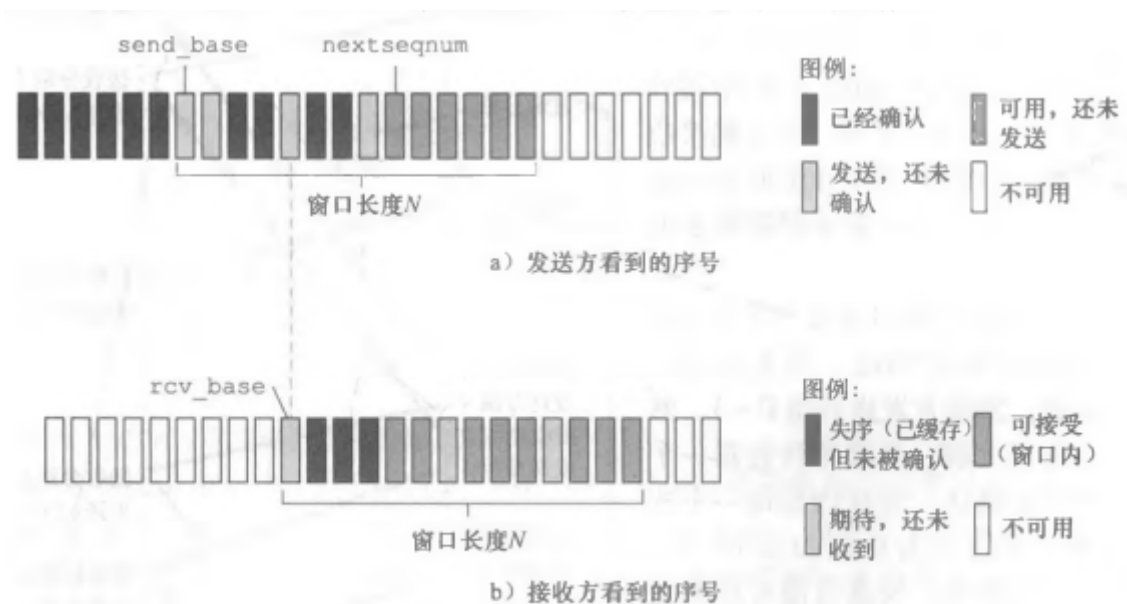 send_base nextseqnum
图例:
已经确认
可用，还未
发送
发送，还未
确认
不可用
窗口长度N
a）发送方看到的序号
rcv_base
图例:
失序（已缓存）
但未被确认
可接受
（窗口内）
期待，还未
收到
不可用
窗口长度N
b）接收方看到的序号